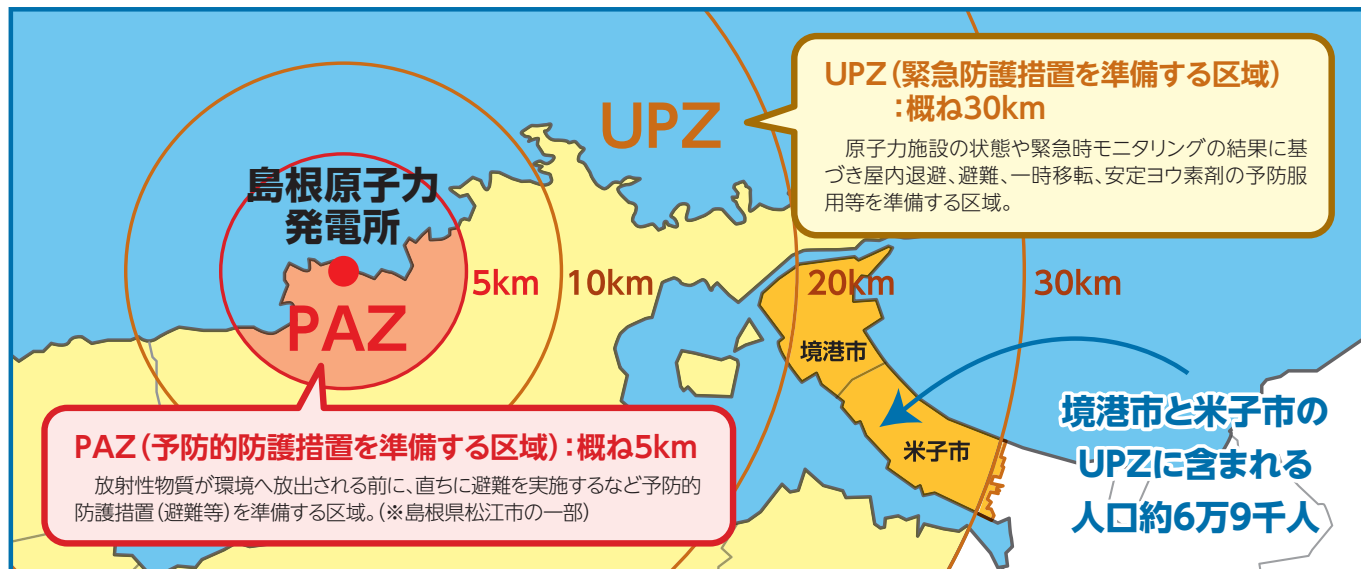 UPZ（緊急防護措置を準備する区域）
：概ね30km
原子力施設の状態や緊急時モニタリングの結果に基
づき屋内退避、避難、一時移転、安定ヨウ素剤の予防服
用等を準備する区域。
UPZ
島根原子力
発電所
5km
10km
20km
30km
PAZ
境港市
米子市
PAZ（予防的防護措置を準備する区域）：概ね5km
放射性物質が環境へ放出される前に、直ちに避難を実施するなど予防的
防護措置（避難等）を準備する区域。（※島根県松江市の一部）
境港市と米子市の
UPZに含まれる
人口約6万9千人